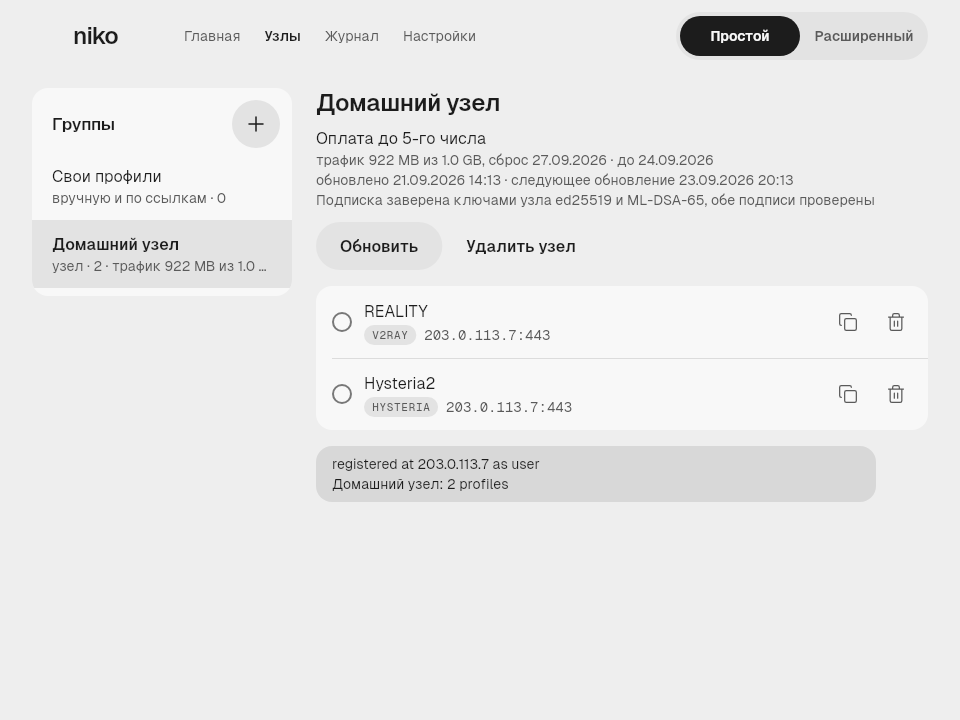 niko
Главная
Узлы
Журнал
Настройки
Простой
Расширенный
Группы
Свои профили
вручную и по ссылкам · 0
Домашний узел
узел · 2 · трафик 922 MB из 1.0 …
Домашний узел
Оплата до 5-го числа
трафик 922 MB из 1.0 GB, сброс 27.09.2026 · до 24.09.2026
обновлено 21.09.2026 14:13 · следующее обновление 23.09.2026 20:13
Подписка заверена ключами узла ed25519 и ML-DSA-65, обе подписи проверены
Обновить
Удалить узел
REALITY
V2RAY 203.0.113.7:443
Hysteria2
HYSTERIA 203.0.113.7:443
registered at 203.0.113.7 as user
Домашний узел: 2 profiles